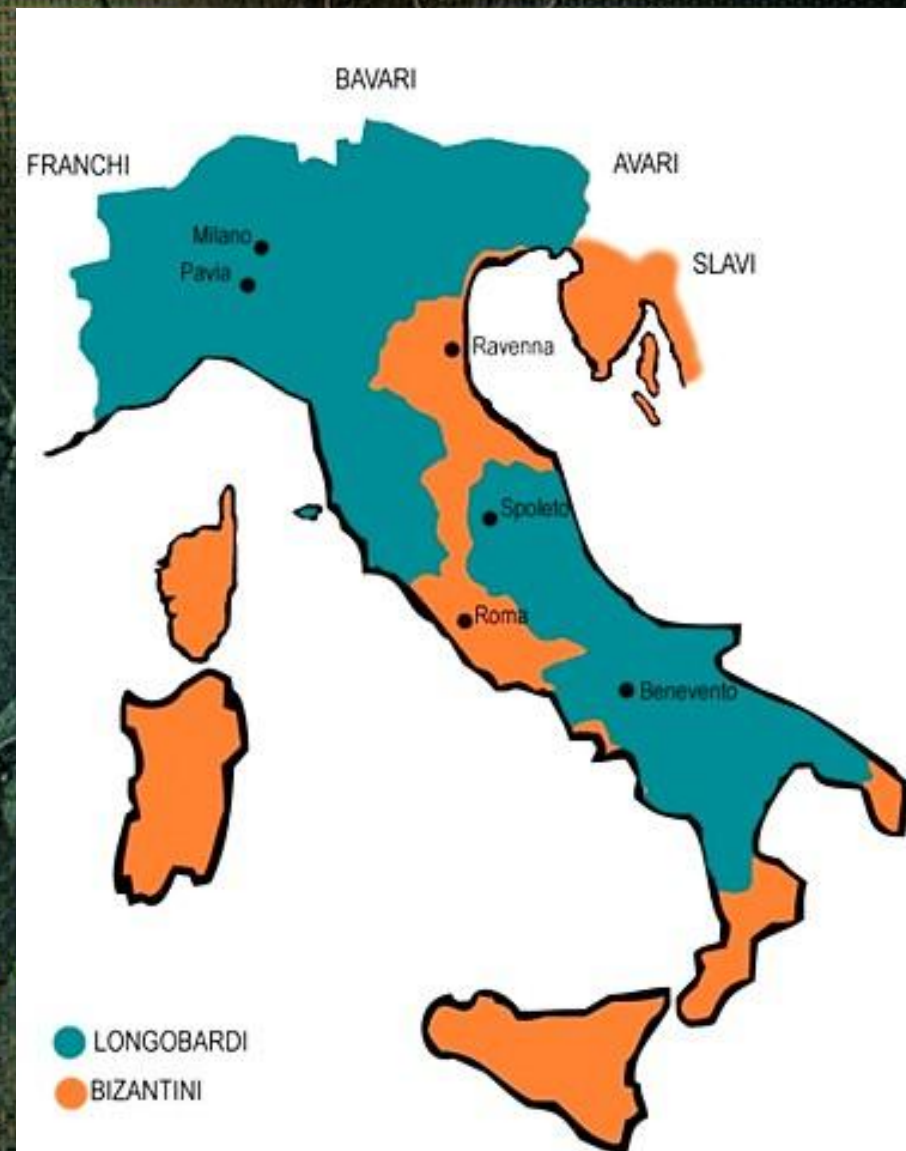 BAVARI
FRANCHI
AVARI
SLAVI
Milano
Pavia
Ravenna
Spoleto
Roma
Benevento
LONGOBARDI
BIZANTINI